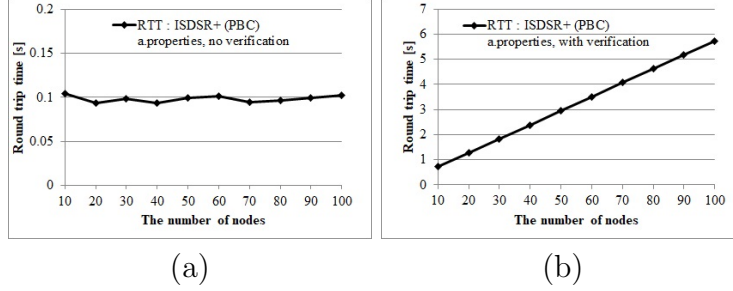 0.2
0.15
0.1
0.05
0
Round trip time [s]
RTT : ISDSR+ (PBC)
a.properties, no verification
10 20 30 40 50 60 70 80 90 100
The number of nodes
(a)
7
6
5
4
3
2
1
0
Round trip time [s]
RTT : ISDSR+ (PBC)
a.properties, with verification
10 20 30 40 50 60 70 80 90 100
The number of nodes
(b)